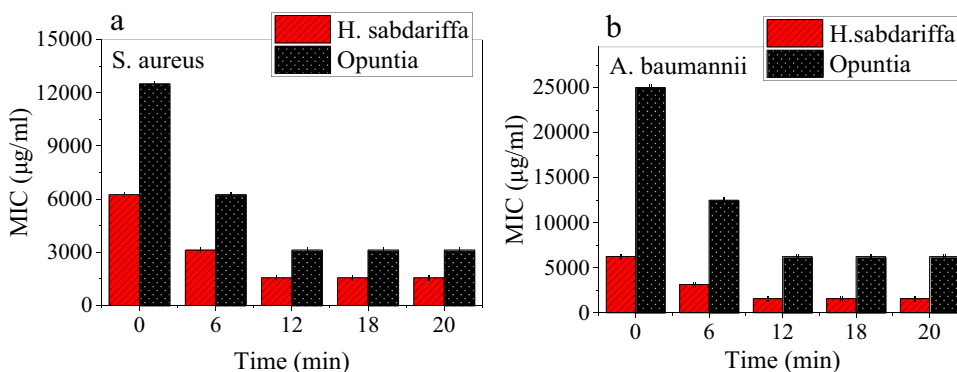 a
H. sabdariffa
Opuntia
S. aureus
15000
12000
9000
6000
3000
0
MIC (µg/ml)
0 6 12 18 20
Time (min)
b
H.sabdariffa
Opuntia
A. baumannii
25000
20000
15000
10000
5000
0
MIC (µg/ml)
0 6 12 18 20
Time (min)